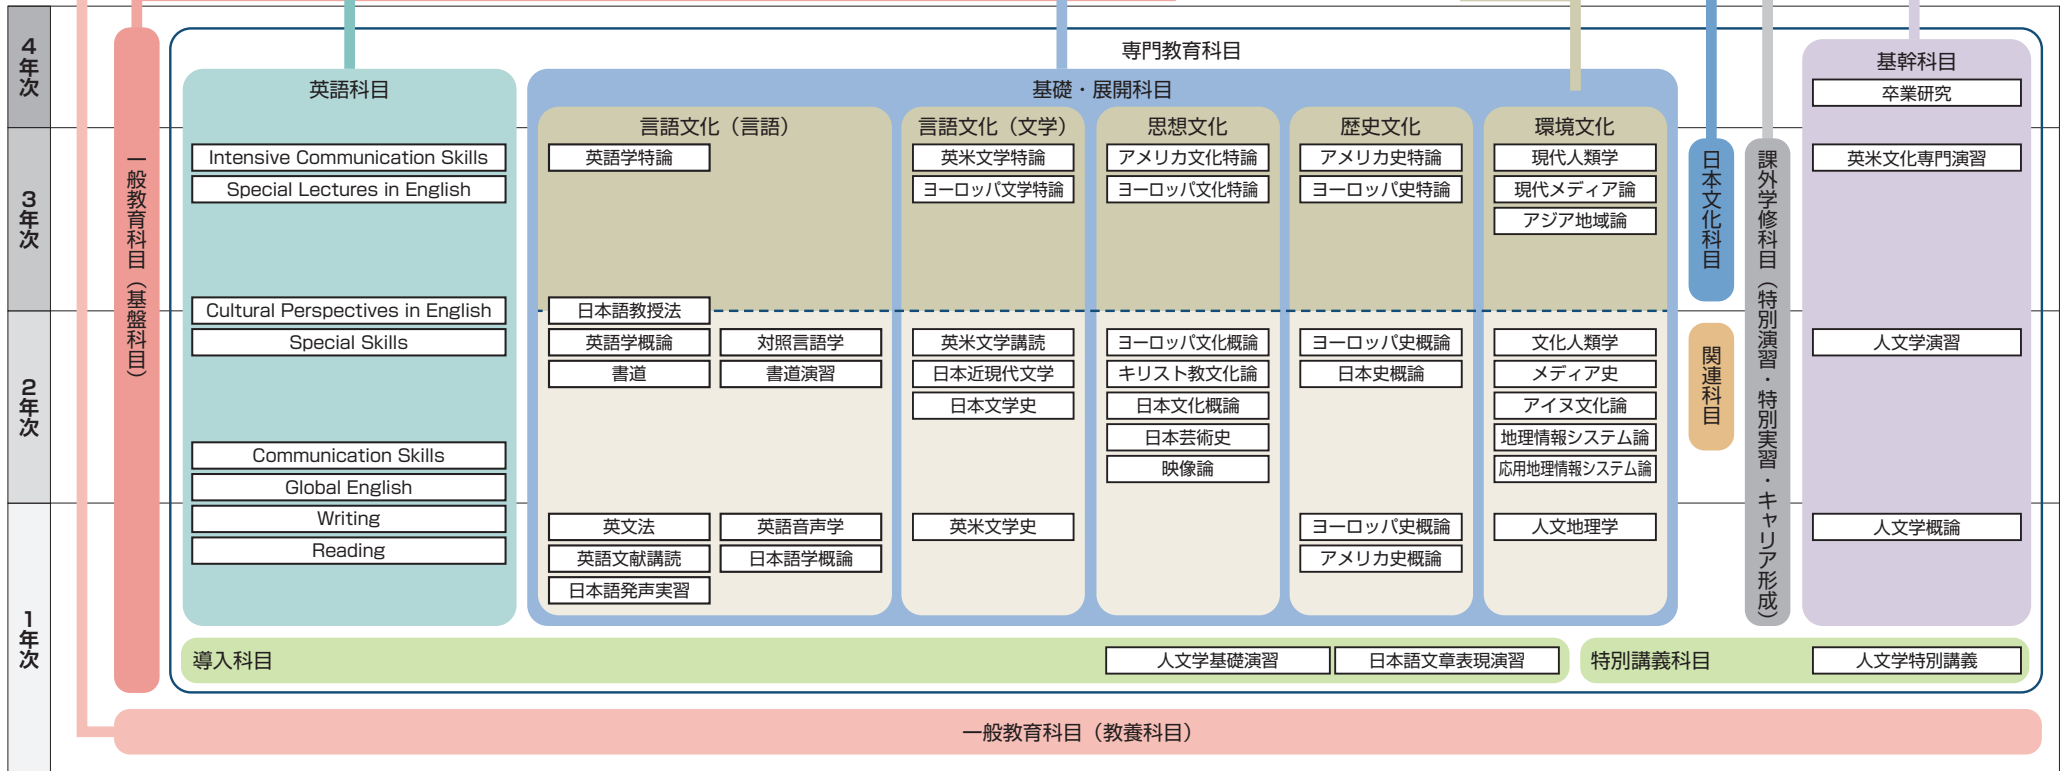 4年次
3年次
2年次
1年次
一般教育科目（基盤科目）
専門教育科目
英語科目
Intensive Communication Skills
Special Lectures in English
Cultural Perspectives in English
Special Skills
Communication Skills
Global English
Writing
Reading
基礎・展開科目
言語文化（言語）
英語学特論
日本語教授法
英語学概論
対照言語学
書道
書道演習
英文法
英語音声学
英語文献講読
日本語学概論
日本語発声実習
言語文化（文学）
英米文学特論
ヨーロッパ文学特論
英米文学講読
日本近現代文学
日本文学史
英米文学史
思想文化
アメリカ文化特論
ヨーロッパ文化特論
ヨーロッパ文化概論
キリスト教文化論
日本文化概論
日本芸術史
映像論
歴史文化
アメリカ史特論
ヨーロッパ史特論
ヨーロッパ史概論
日本史概論
ヨーロッパ史概論
アメリカ史概論
環境文化
現代人類学
現代メディア論
アジア地域論
文化人類学
メディア史
アイヌ文化論
地理情報システム論
応用地理情報システム論
人文地理学
日本文化科目
関連科目
課外学修科目（特別演習・特別実習・キャリア形成）
基幹科目
卒業研究
英米文化専門演習
人文学演習
人文学概論
導入科目
人文学基礎演習
日本語文章表現演習
特別講義科目
人文学特別講義
一般教育科目（教養科目）